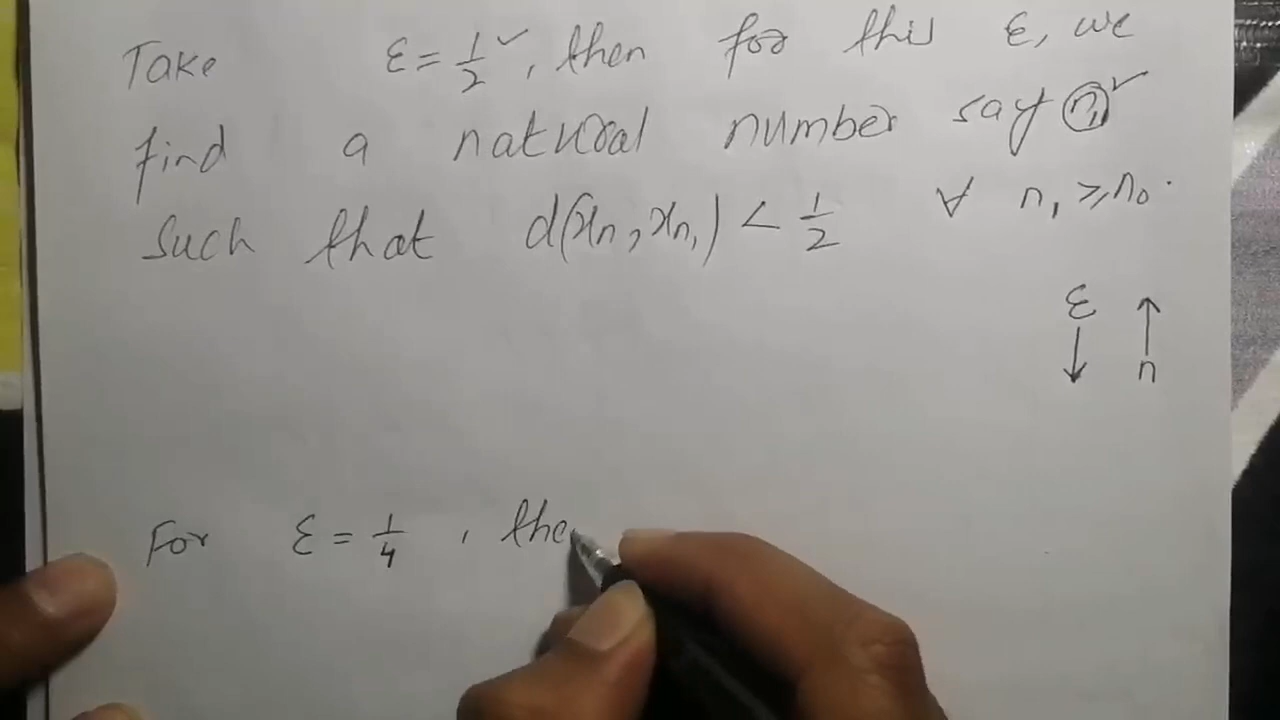 Take ε = 1/2 ✓, then for this ε, we
find a natural number say n₁ ✓
such that d(xₙ, xₙ₁) < 1/2 ∀ n₁ ≥ n₀.
ε ↓ n ↑
For ε = 1/4, the